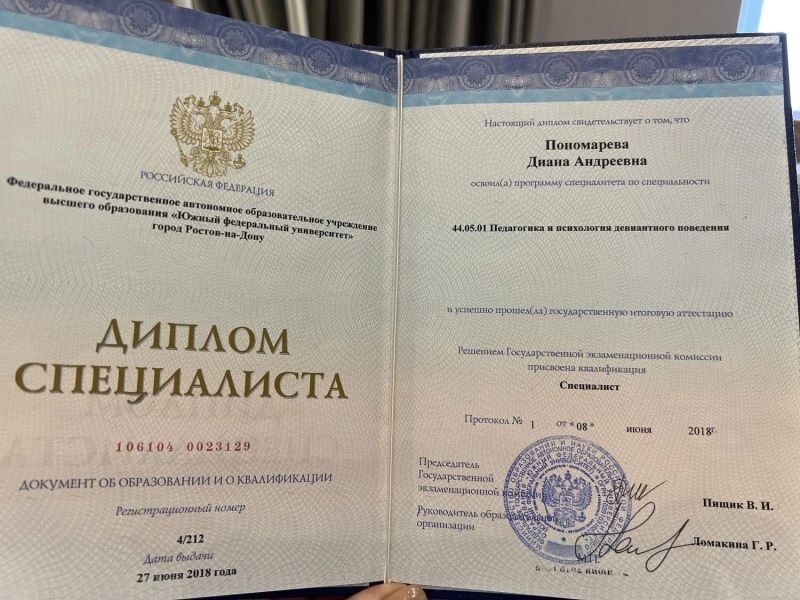 РОССИЙСКАЯ ФЕДЕРАЦИЯ
Федеральное государственное автономное образовательное учреждение
высшего образования «Южный федеральный университет»
город Ростов-на-Дону
ДИПЛОМ
СПЕЦИАЛИСТА
106104 0023129
ДОКУМЕНТ ОБ ОБРАЗОВАНИИ И О КВАЛИФИКАЦИИ
Регистрационный номер
4/212
Дата выдачи
27 июня 2018 года
Настоящий диплом свидетельствует о том, что
Пономарева
Диана Андреевна
освоил(а) программу специалитета по специальности
44.05.01 Педагогика и психология девиантного поведения
и успешно прошел(ла) государственную итоговую аттестацию
Решением Государственной экзаменационной комиссии
присвоена квалификация
Специалист
Протокол № 1 от «08» июня 2018г.
Председатель
Государственной
экзаменационной
Пищик В. И.
Руководитель
организации
Ломакина Г. Р.
М.П.